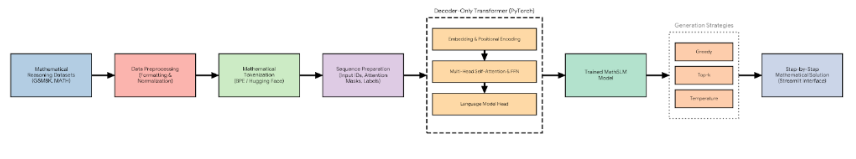 Decoder-Only Transformer (PyTorch)
Generation Strategies
Mathematical
Reasoning Datasets
(GSM8K, MATH)
Data Preprocessing
(Formatting &
Normalization)
Mathematical
Tokenization
(BPE / Hugging Face)
Sequence Preparation
(Input IDs, Attention
Masks, Labels)
Embedding & Positional Encoding
Multi-Head Self-Attention & FFN
Language Model Head
Trained MathSLM
Model
Greedy
Top-k
Temperature
Step-by-Step
Mathematical Solution
(Streamlit Interface)